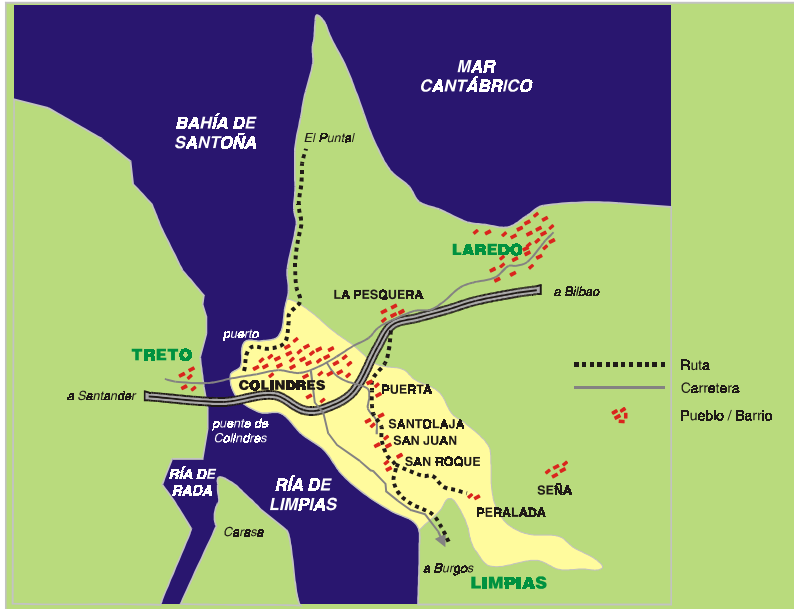 MAR
CANTÁBRICO
BAHÍA DE
SANTOÑA
El Puntal
LAREDO
LA PESQUERA
a Bilbao
puerto
TRETO
Ruta
COLINDRES
PUERTA
Carretera
a Santander
Pueblo / Barrio
puente de
Colindres
SANTOLAJA
SAN JUAN
SAN ROQUE
RÍA DE
RADA
RÍA DE
LIMPIAS
SEÑA
PERALADA
Carasa
a Burgos
LIMPIAS